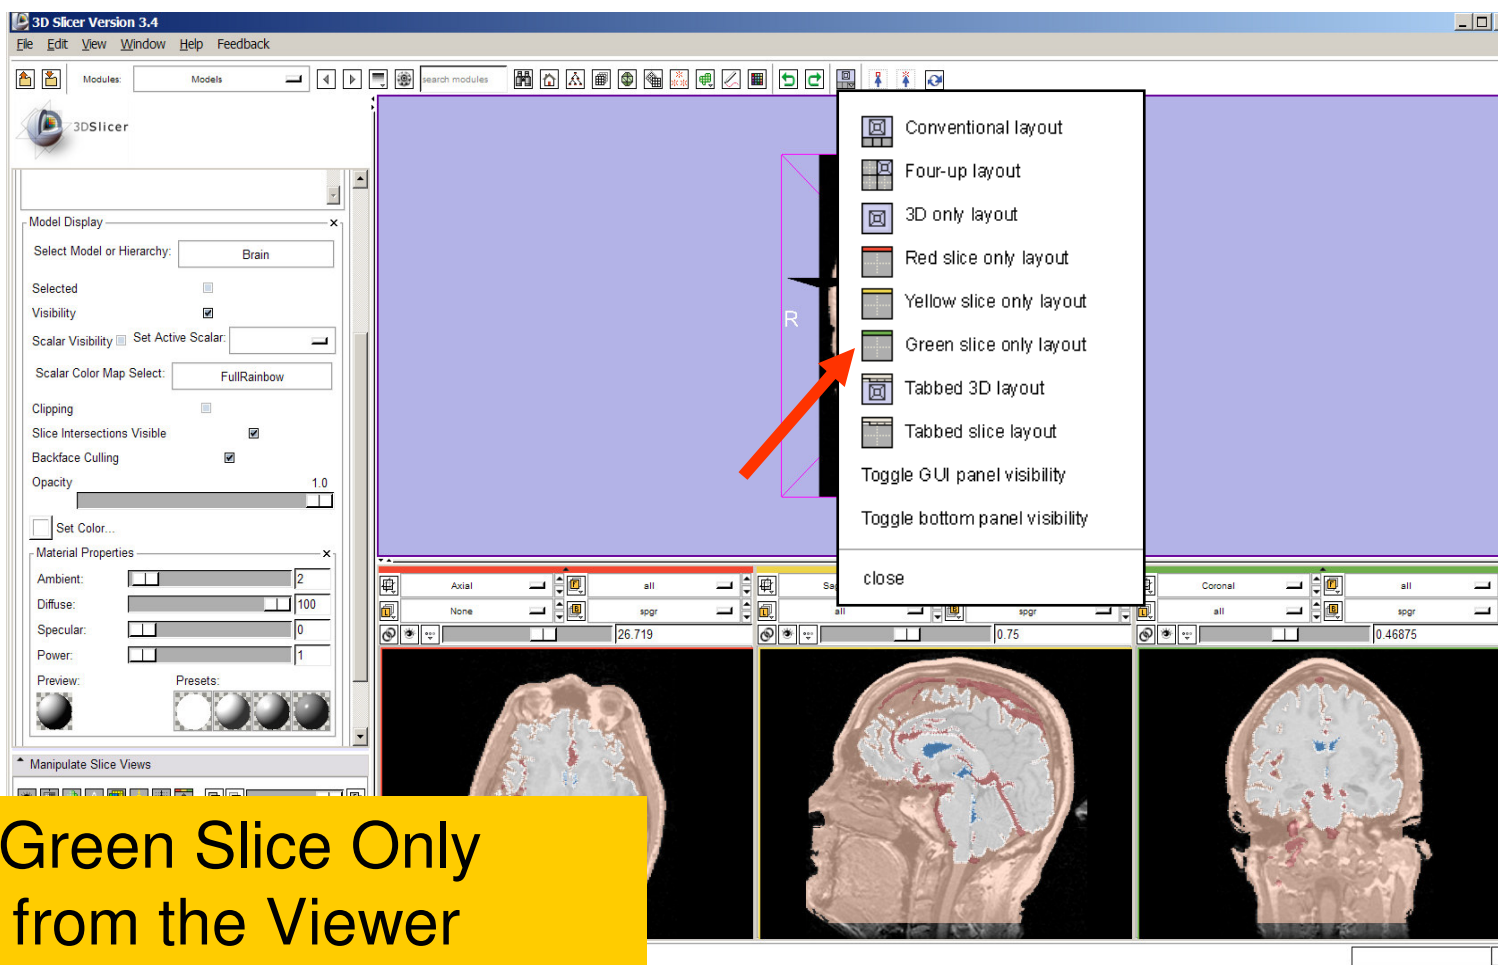 3D Slicer Version 3.4
File Edit View Window Help Feedback
Modules: Models search modules
3DSlicer
Model Display
Select Model or Hierarchy: Brain
Selected
Visibility
Scalar Visibility Set Active Scalar:
Scalar Color Map Select: FullRainbow
Clipping
Slice Intersections Visible
Backface Culling
Opacity 1.0
Set Color...
Material Properties
Ambient: 2
Diffuse: 100
Specular: 0
Power: 1
Preview: Presets:
Manipulate Slice Views
R
Conventional layout
Four-up layout
3D only layout
Red slice only layout
Yellow slice only layout
Green slice only layout
Tabbed 3D layout
Tabbed slice layout
Toggle GUI panel visibility
Toggle bottom panel visibility
close
Axial all
None spgr
26.719
Sag
all spgr
0.75
Coronal all
all spgr
0.46875
Green Slice Only
from the Viewer